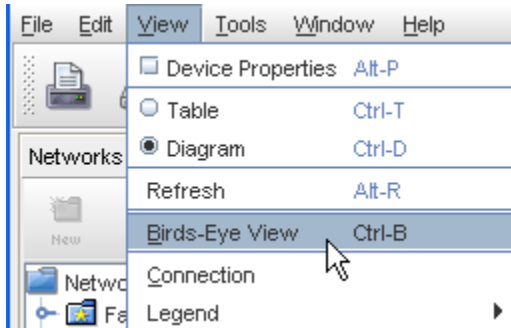 File Edit View Tools Window Help
Device Properties Alt-P
Table Ctrl-T
Networks
Diagram Ctrl-D
Refresh Alt-R
New
Birds-Eye View Ctrl-B
Connection
Legend